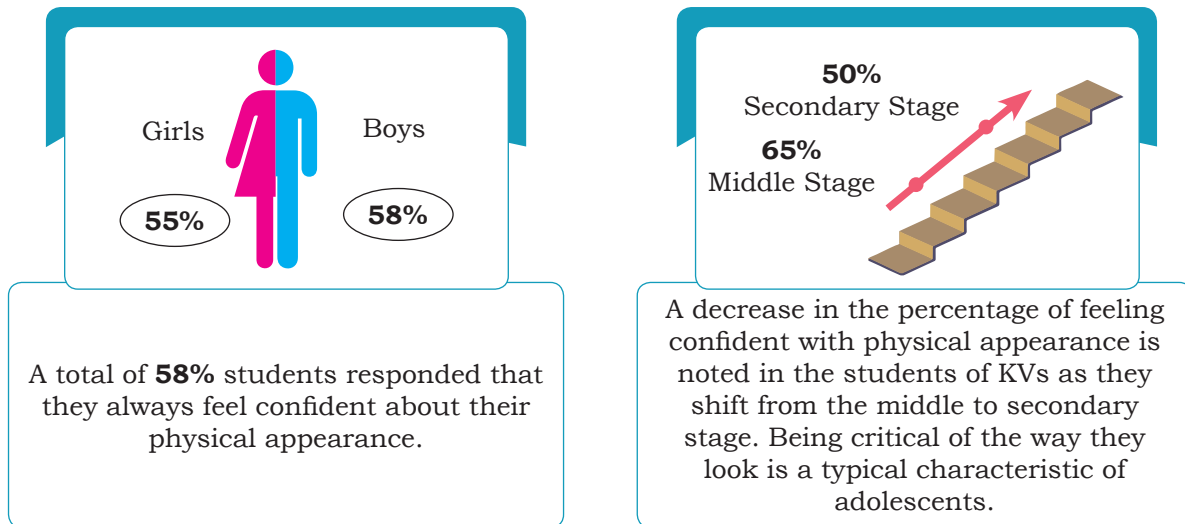 Girls
Boys
55%
58%
A total of 58% students responded that
they always feel confident about their
physical appearance.
50%
Secondary Stage
65%
Middle Stage
A decrease in the percentage of feeling
confident with physical appearance is
noted in the students of KVs as they
shift from the middle to secondary
stage. Being critical of the way they
look is a typical characteristic of
adolescents.